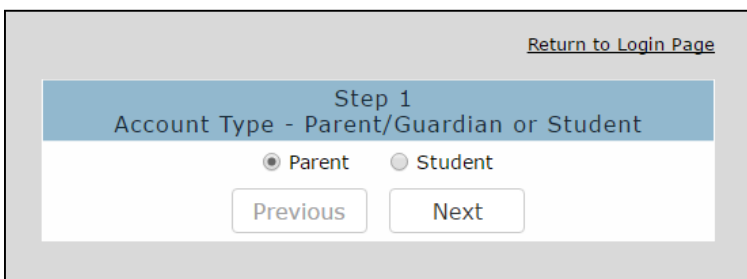 Return to Login Page
Step 1
Account Type - Parent/Guardian or Student
Parent Student
Previous Next